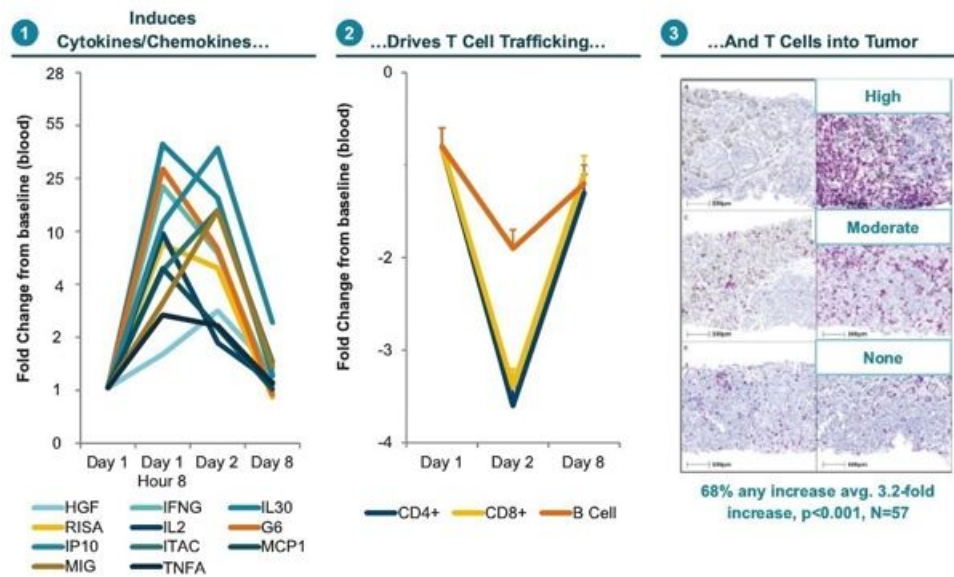 1
Induces
Cytokines/Chemokines...
Fold Change from baseline (blood)
28
55
25
10
4
2
1
0
Day 1
Day 1
Hour 8
Day 2
Day 8
HGF
IFNG
IL30
RISA
IL2
G6
IP10
ITAC
MCP1
MIG
TNFA
2
...Drives T Cell Trafficking...
Fold Change from baseline (blood)
0
-2
-3
-4
Day 1
Day 2
Day 8
CD4+
CD8+
B Cell
3
...And T Cells into Tumor
High
Moderate
None
68% any increase avg. 3.2-fold
increase, p<0.001, N=57